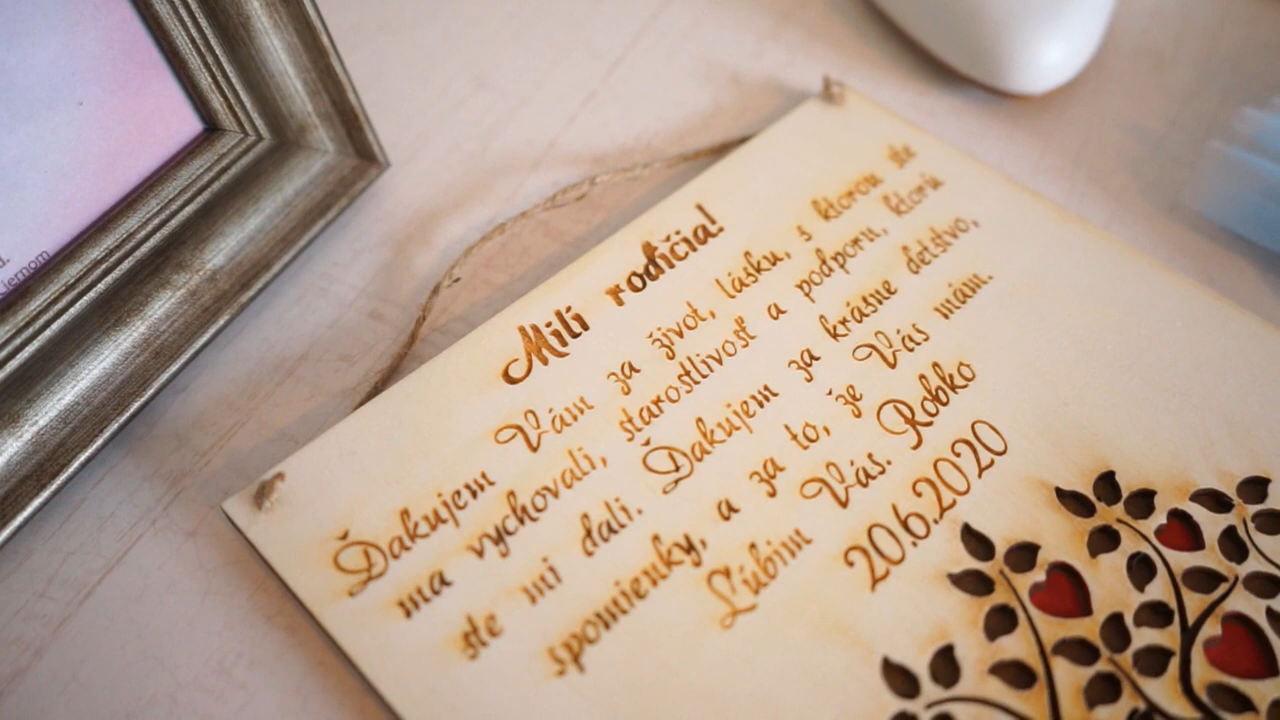 d.
jernom
Milí rodičia!
Ďakujem Vám za život, lásku, s ktorou ste
ma vychovali, starostlivosť a podporu, ktorú
ste mi dali. Ďakujem za krásne detstvo,
spomienky, a za to, že Vás mám.
Ľúbim Vás. Robko
20.6.2020